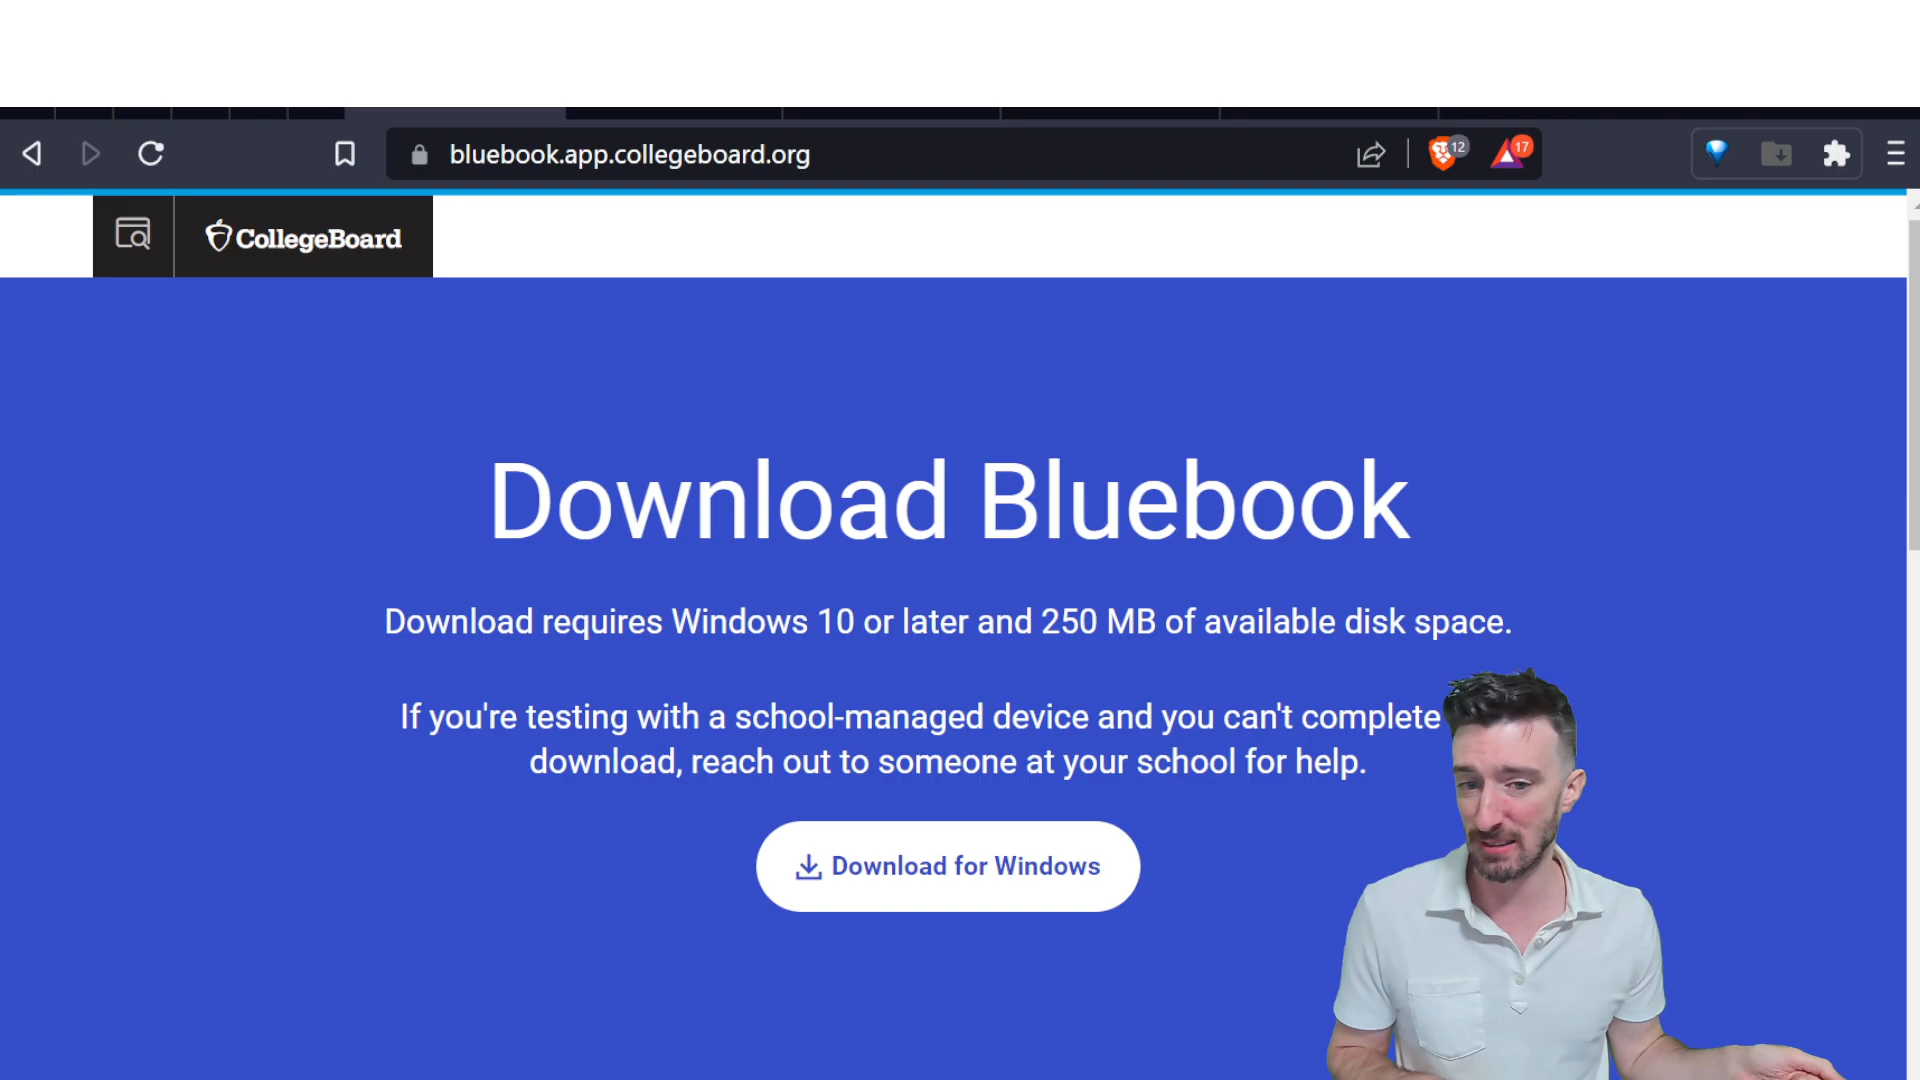 bluebook.app.collegeboard.org
12
17
CollegeBoard
Download Bluebook
Download requires Windows 10 or later and 250 MB of available disk space.
If you're testing with a school-managed device and you can't complete
download, reach out to someone at your school for help.
Download for Windows